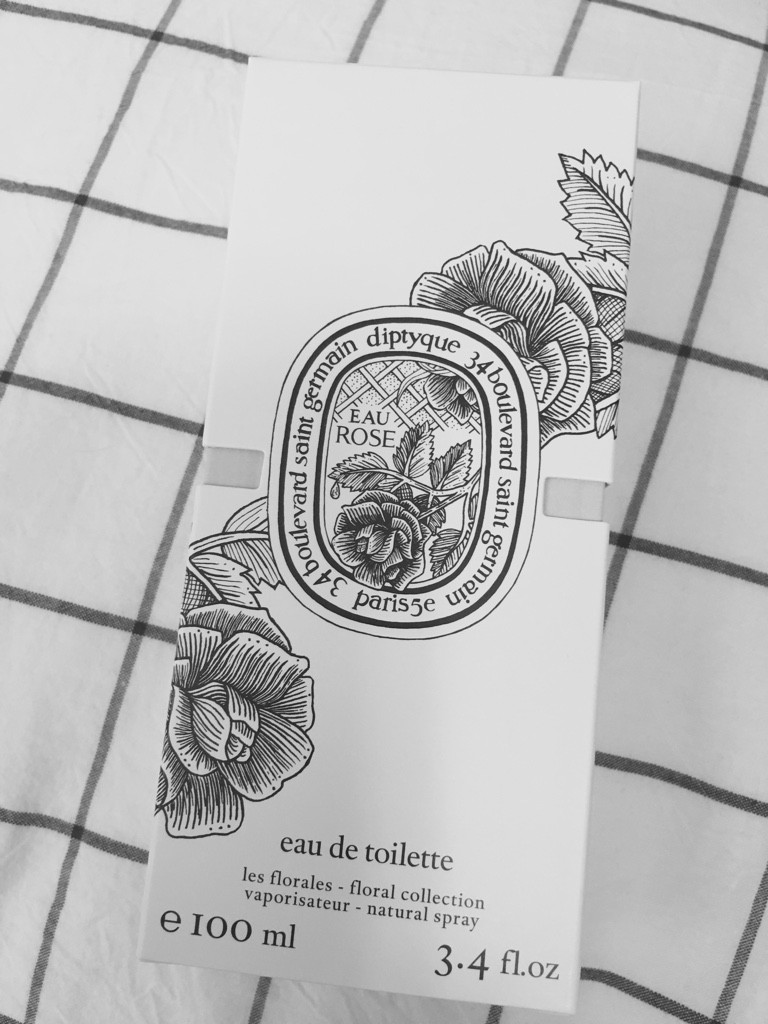 diptyque 34 boulevard saint germain paris5e 34 boulevard saint germain
EAU
ROSE
eau de toilette
les florales - floral collection
vaporisateur - natural spray
e 100 ml
3.4 fl.oz